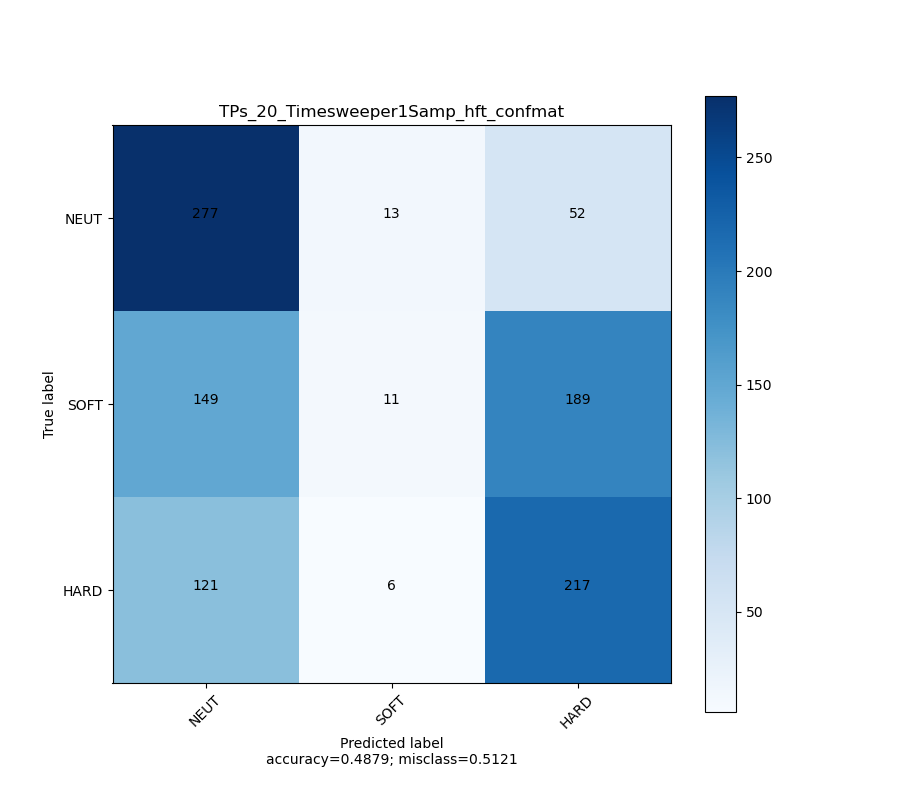 TPs_20_Timesweeper1Samp_hft_confmat
NEUT 277 13 52
SOFT 149 11 189
HARD 121 6 217
NEUT SOFT HARD
True label
Predicted label
accuracy=0.4879; misclass=0.5121
250
200
150
100
50